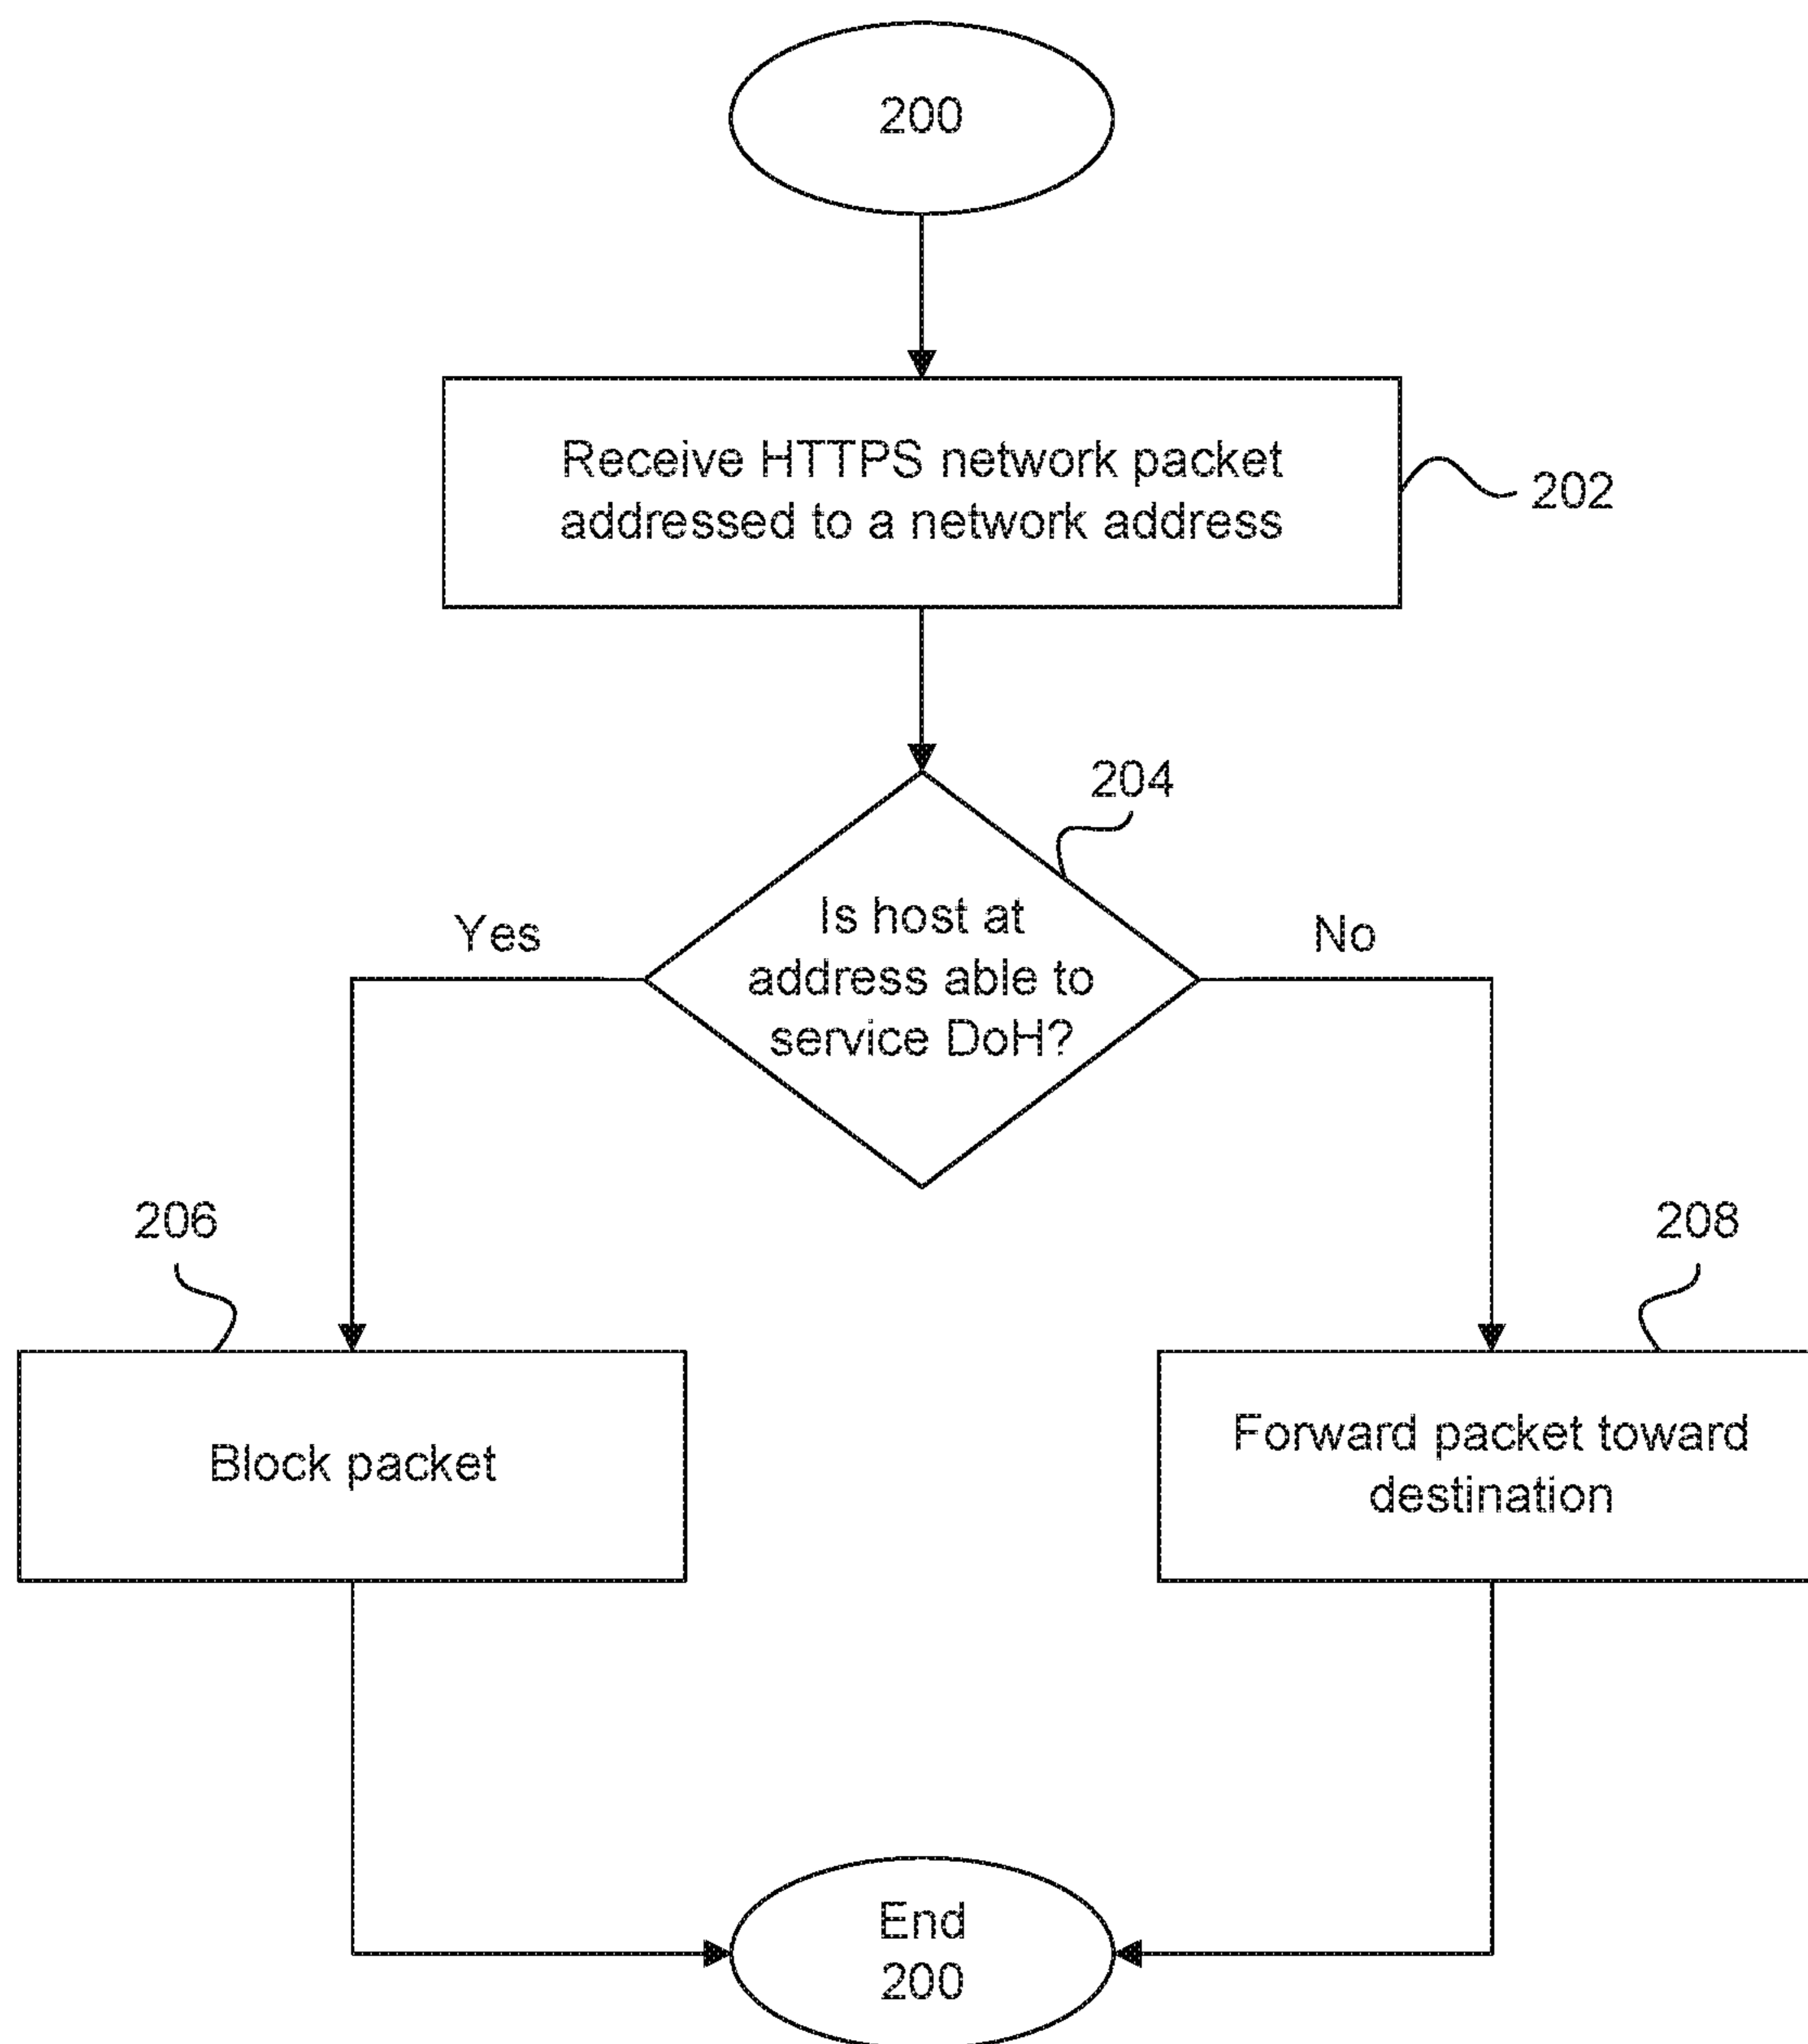 200
Receive HTTPS network packet
addressed to a network address
202
204
Is host at
address able to
service DoH?
Yes
No
206
208
Block packet
Forward packet toward
destination
End
200